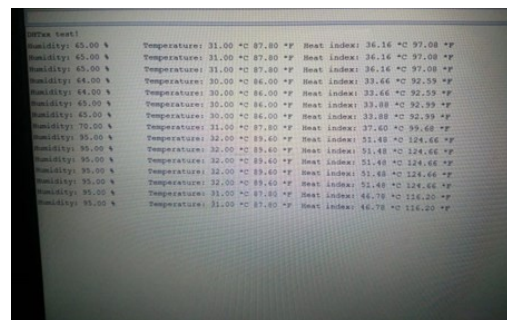 DHTxx test!
Humidity: 65.00 % Temperature: 31.00 *C 87.80 *F Heat index: 36.16 *C 97.08 *F
Humidity: 65.00 % Temperature: 31.00 *C 87.80 *F Heat index: 36.16 *C 97.08 *F
Humidity: 65.00 % Temperature: 31.00 *C 87.80 *F Heat index: 36.16 *C 97.08 *F
Humidity: 64.00 % Temperature: 30.00 *C 86.00 *F Heat index: 33.66 *C 92.59 *F
Humidity: 64.00 % Temperature: 30.00 *C 86.00 *F Heat index: 33.66 *C 92.59 *F
Humidity: 65.00 % Temperature: 30.00 *C 86.00 *F Heat index: 33.88 *C 92.99 *F
Humidity: 65.00 % Temperature: 30.00 *C 86.00 *F Heat index: 33.88 *C 92.99 *F
Humidity: 70.00 % Temperature: 31.00 *C 87.80 *F Heat index: 37.60 *C 99.68 *F
Humidity: 95.00 % Temperature: 32.00 *C 89.60 *F Heat index: 51.48 *C 124.66 *F
Humidity: 95.00 % Temperature: 32.00 *C 89.60 *F Heat index: 51.48 *C 124.66 *F
Humidity: 95.00 % Temperature: 32.00 *C 89.60 *F Heat index: 51.48 *C 124.66 *F
Humidity: 95.00 % Temperature: 32.00 *C 89.60 *F Heat index: 51.48 *C 124.66 *F
Humidity: 95.00 % Temperature: 32.00 *C 89.60 *F Heat index: 51.48 *C 124.66 *F
Humidity: 95.00 % Temperature: 31.00 *C 87.80 *F Heat index: 46.78 *C 116.20 *F
Humidity: 95.00 % Temperature: 31.00 *C 87.80 *F Heat index: 46.78 *C 116.20 *F